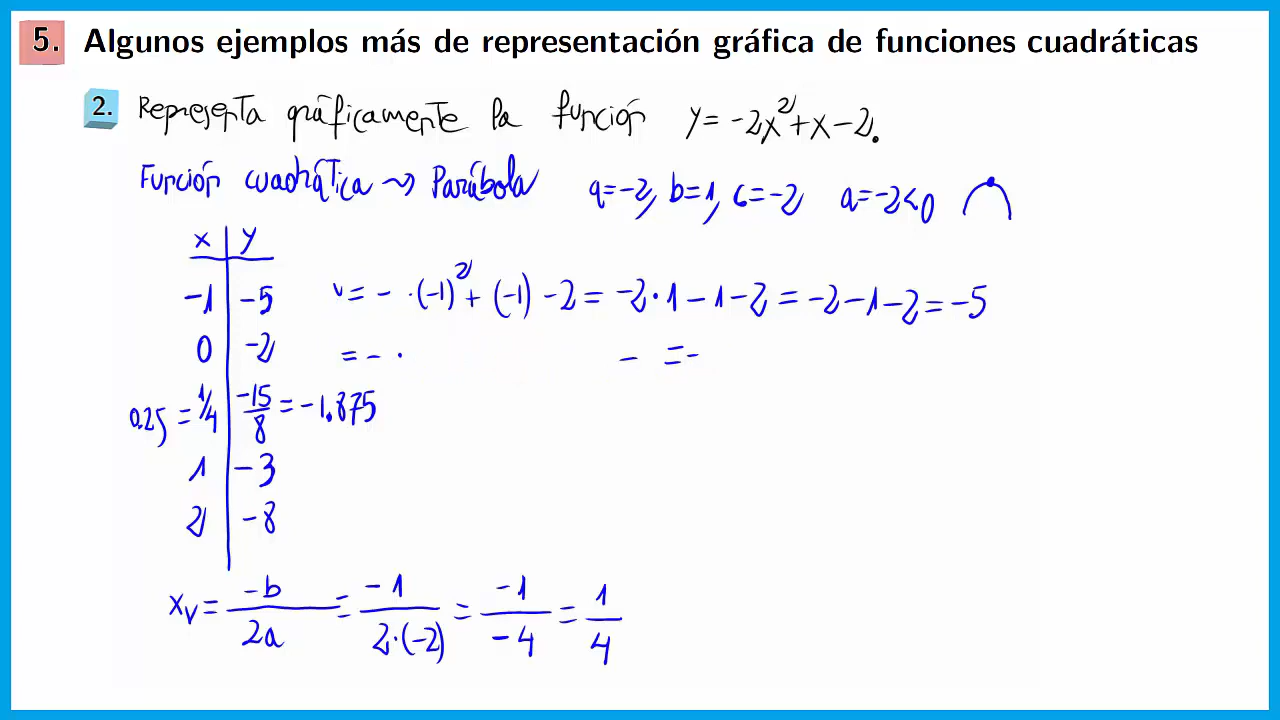 5. Algunos ejemplos más de representación gráfica de funciones cuadráticas
2. Representa gráficamente la función y = -2x² + x - 2.
Función cuadrática ⤳ Parábola a=-2, b=1, c=-2 a=-2<0
x | y
-1 | -5 = - · (-1)² + (-1) - 2 = -2·1 - 1 - 2 = -2 - 1 - 2 = -5
0 | -2 = - · - = -
0.25 = 1/4 | -15/8 = -1.875
1 | -3
2 | -8
x_v = -b/2a = -1/2·(-2) = -1/-4 = 1/4